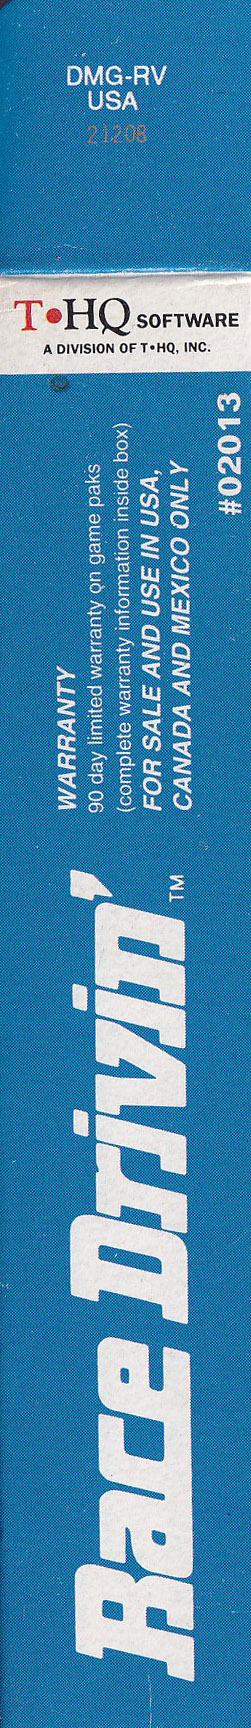 DMG-RV
USA
21208
T•HQ SOFTWARE
A DIVISION OF T•HQ, INC.
#02013
WARRANTY
90 day limited warranty on game paks
(complete warranty information inside box)
FOR SALE AND USE IN USA,
CANADA AND MEXICO ONLY
Race Drivin' TM